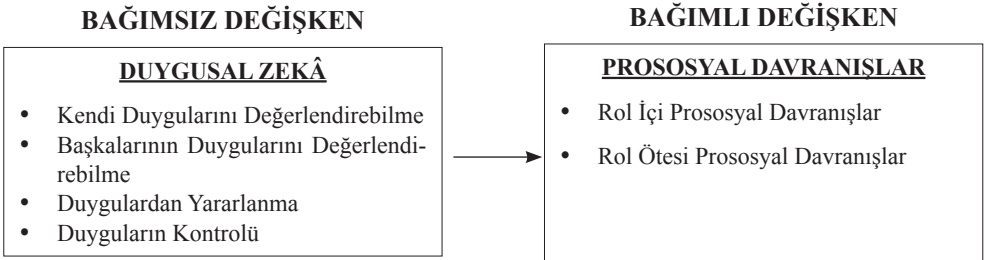 BAĞIMSIZ DEĞİŞKEN
DUYGUSAL ZEKÂ
• Kendi Duygularını Değerlendirebilme
• Başkalarının Duygularını Değerlendi-
rebilme
• Duygulardan Yararlanma
• Duyguların Kontrolü
BAĞIMLI DEĞİŞKEN
PROSOSYAL DAVRANIŞLAR
• Rol İçi Prososyal Davranışlar
• Rol Ötesi Prososyal Davranışlar